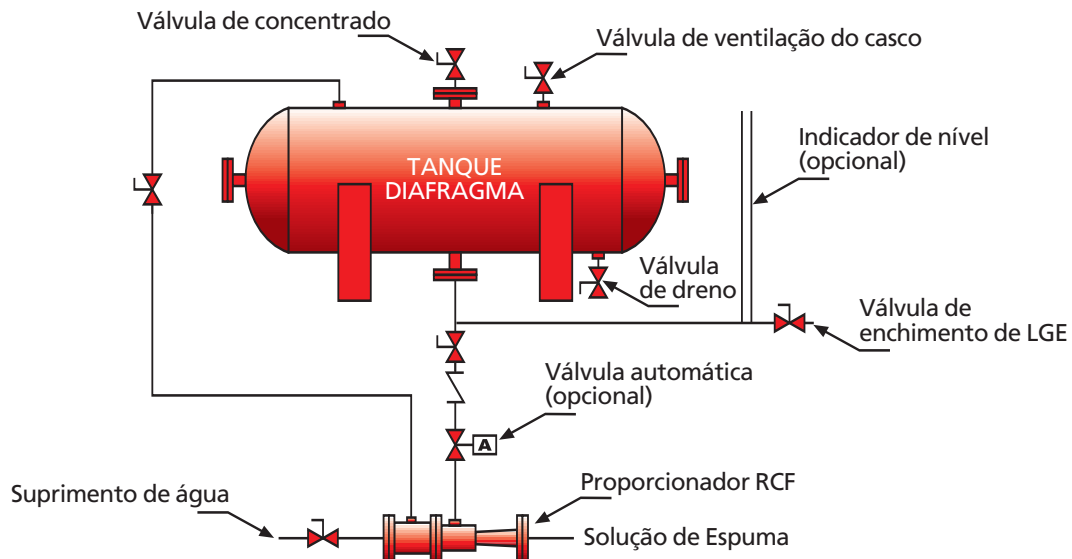 Válvula de concentrado
Válvula de ventilação do casco
Indicador de nível
(opcional)
TANQUE
DIAFRAGMA
Válvula
de dreno
Válvula de
enchimento de LGE
Válvula automática
(opcional)
A
Proporcionador RCF
Suprimento de água
Solução de Espuma